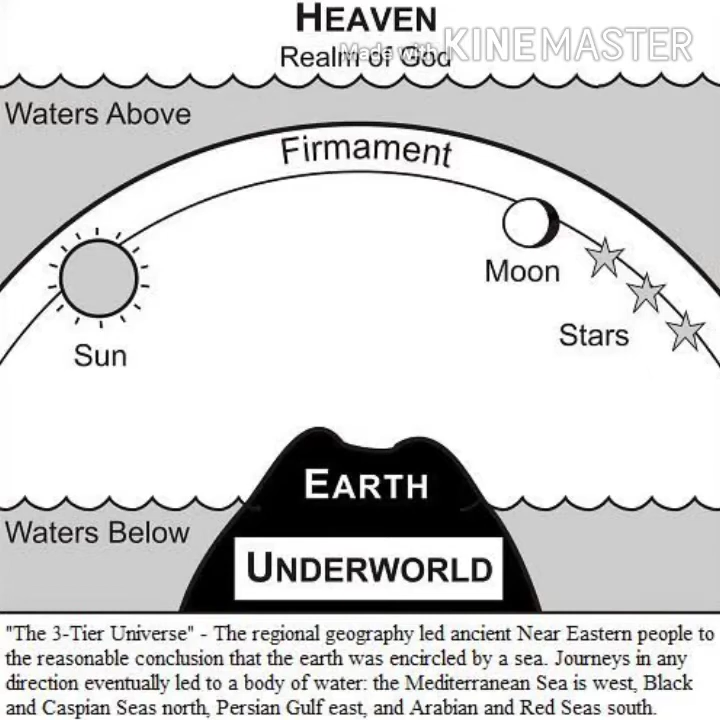 HEAVEN
Realm of God
Made with KINEMASTER
Waters Above
Firmament
Moon
Stars
Sun
EARTH
Waters Below
UNDERWORLD
"The 3-Tier Universe" - The regional geography led ancient Near Eastern people to
the reasonable conclusion that the earth was encircled by a sea. Journeys in any
direction eventually led to a body of water: the Mediterranean Sea is west, Black
and Caspian Seas north, Persian Gulf east, and Arabian and Red Seas south.